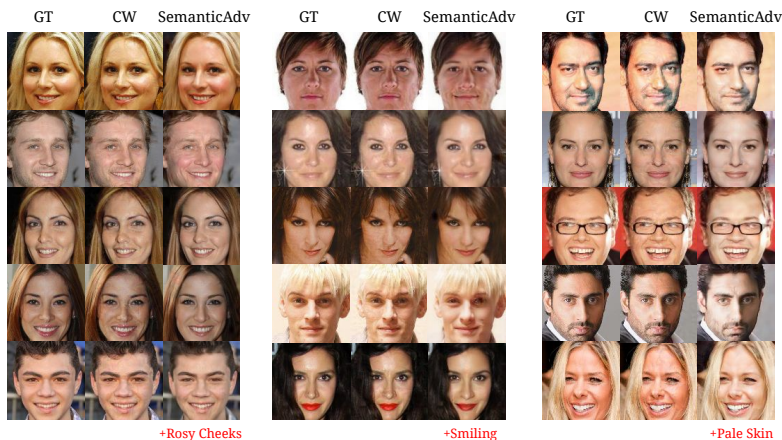 GT CW SemanticAdv
GT CW SemanticAdv
GT CW SemanticAdv
+Rosy Cheeks
+Smiling
+Pale Skin